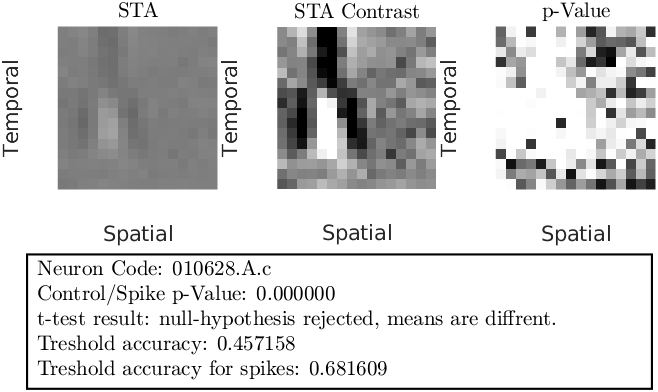 STA
STA Contrast
p-Value
Temporal
Temporal
Temporal
Spatial
Spatial
Spatial
Neuron Code: 010628.A.c
Control/Spike p-Value: 0.000000
t-test result: null-hypothesis rejected, means are diffrent.
Treshold accuracy: 0.457158
Treshold accuracy for spikes: 0.681609